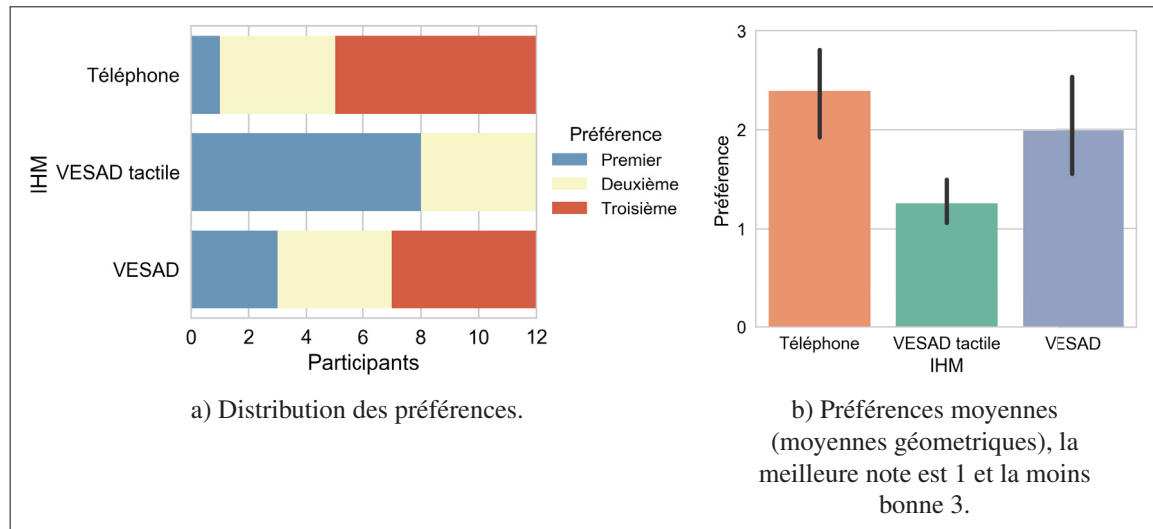 Téléphone
VESAD tactile
VESAD
IHM
0 2 4 6 8 10 12
Participants
Préférence
Premier
Deuxième
Troisième
a) Distribution des préférences.
3
2
1
0
Préférence
Téléphone VESAD tactile VESAD
IHM
b) Préférences moyennes
(moyennes géometriques), la
meilleure note est 1 et la moins
bonne 3.